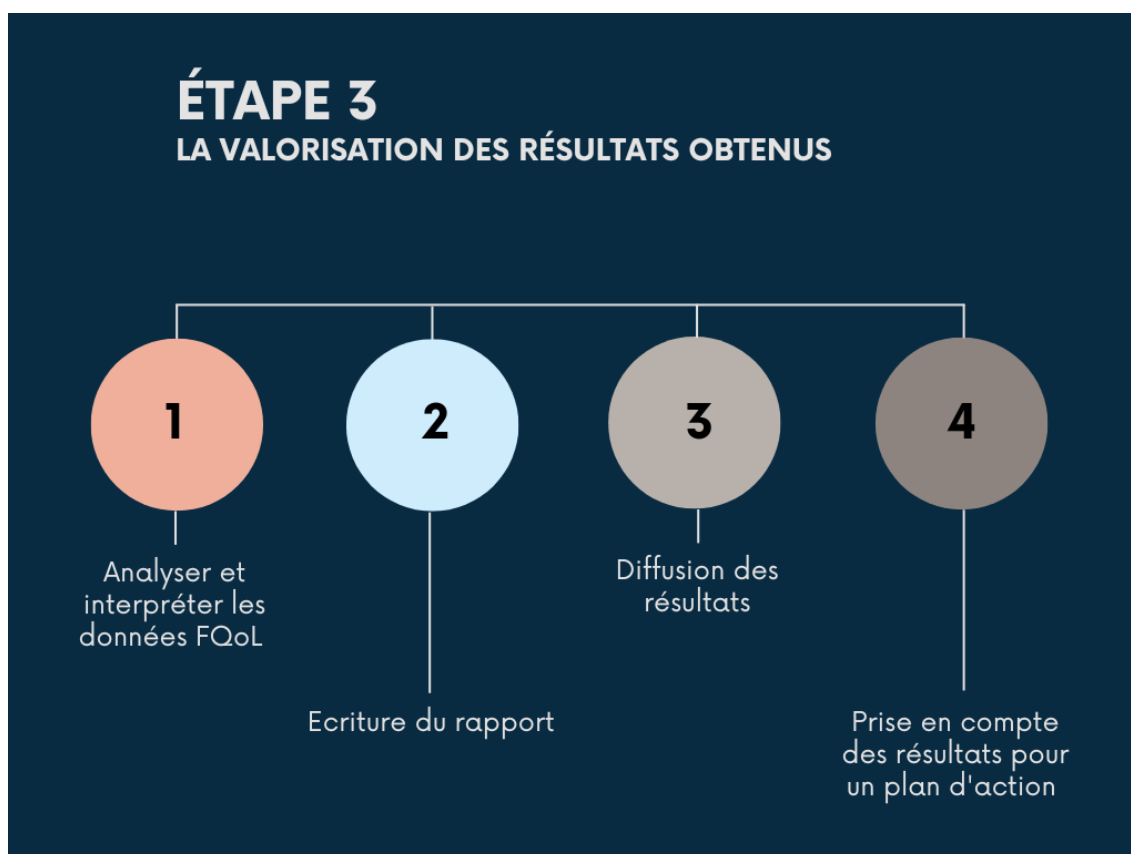 ÉTAPE 3
LA VALORISATION DES RÉSULTATS OBTENUS
1
2
3
4
Analyser et
interpréter les
données FQoL
Ecriture du rapport
Diffusion des
résultats
Prise en compte
des résultats pour
un plan d'action